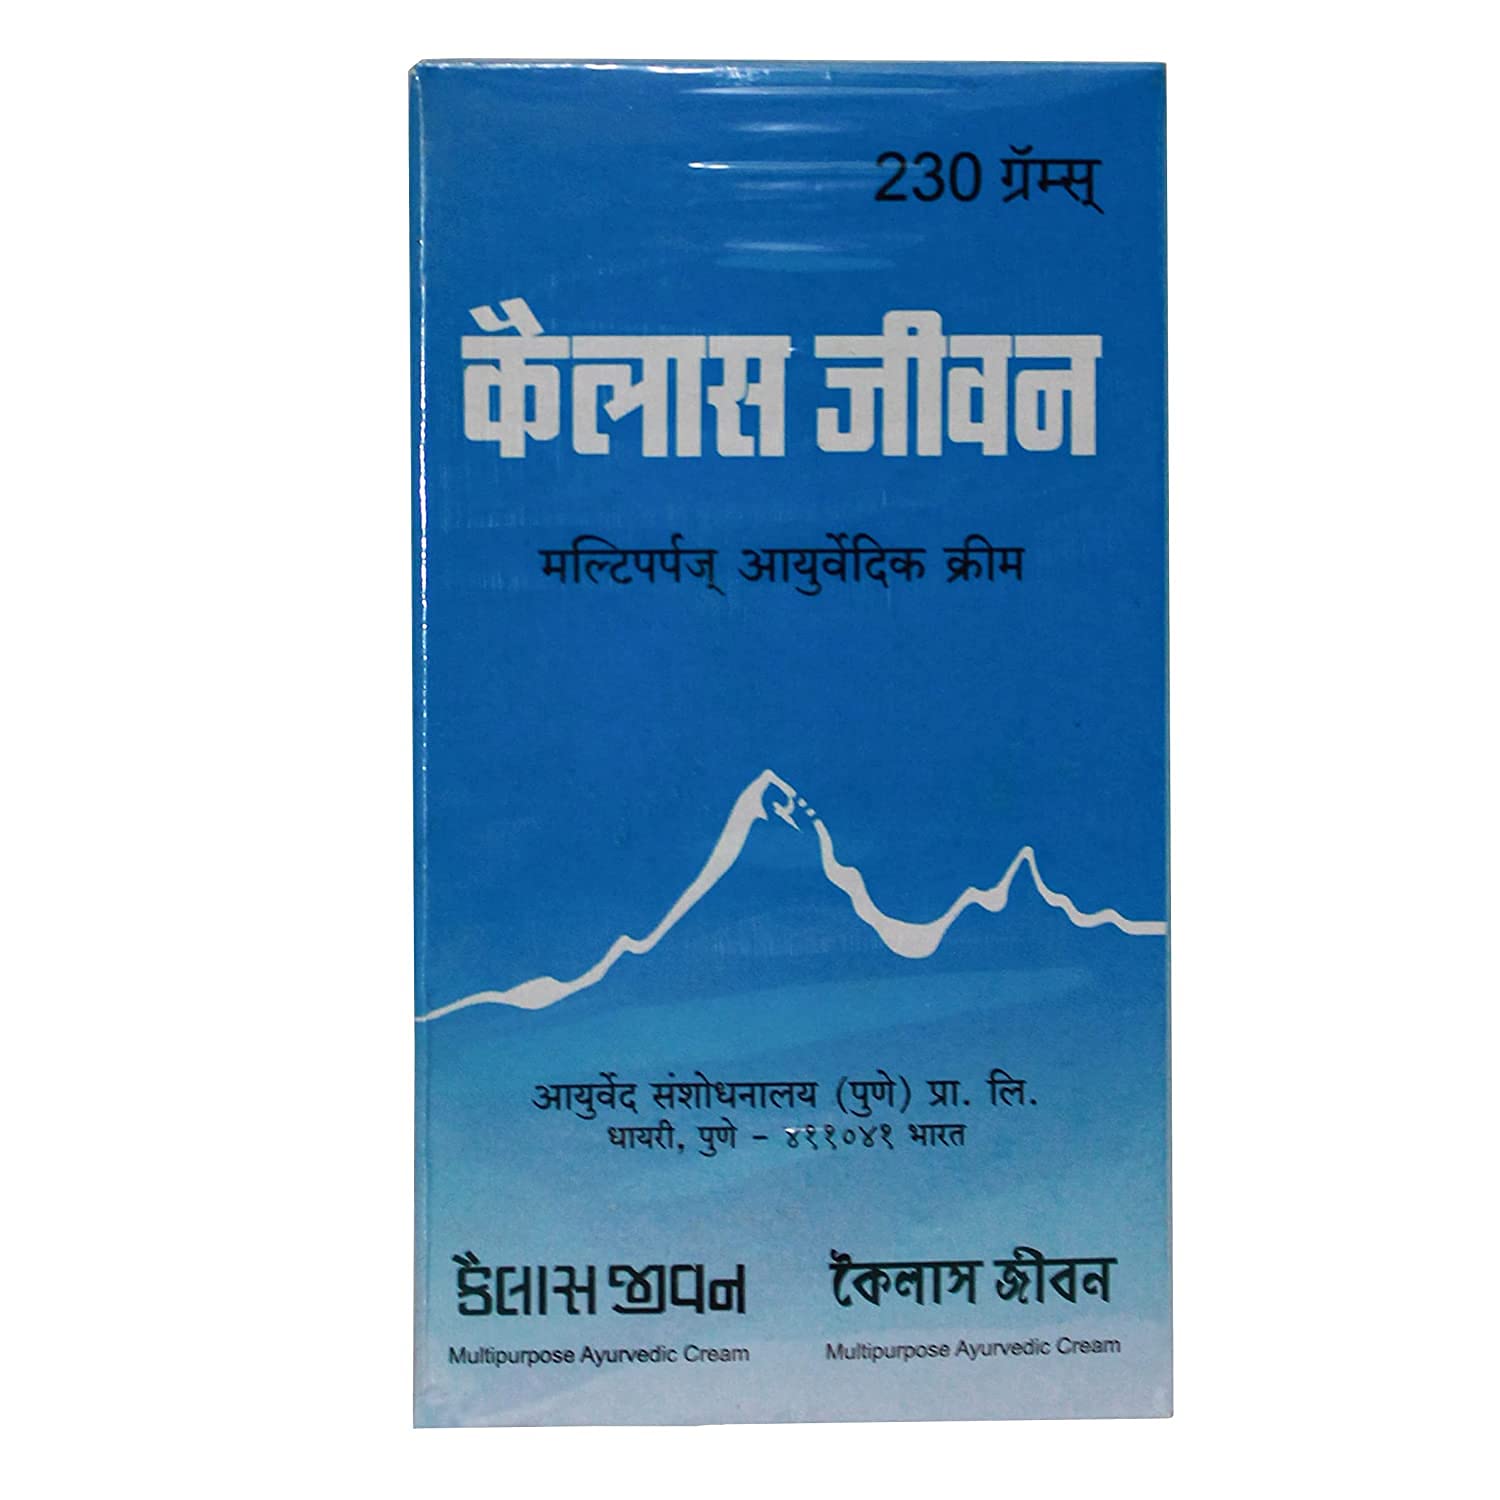 230 ग्रॅम्स्
कैलास जीवन
मल्टिपर्पज् आयुर्वेदिक क्रीम
आयुर्वेद संशोधनालय (पुणे) प्रा. लि.
धायरी, पुणे - ४११०४१ भारत
કૈલાસ જીવન
কৈলাস জীবন
Multipurpose Ayurvedic Cream
Multipurpose Ayurvedic Cream